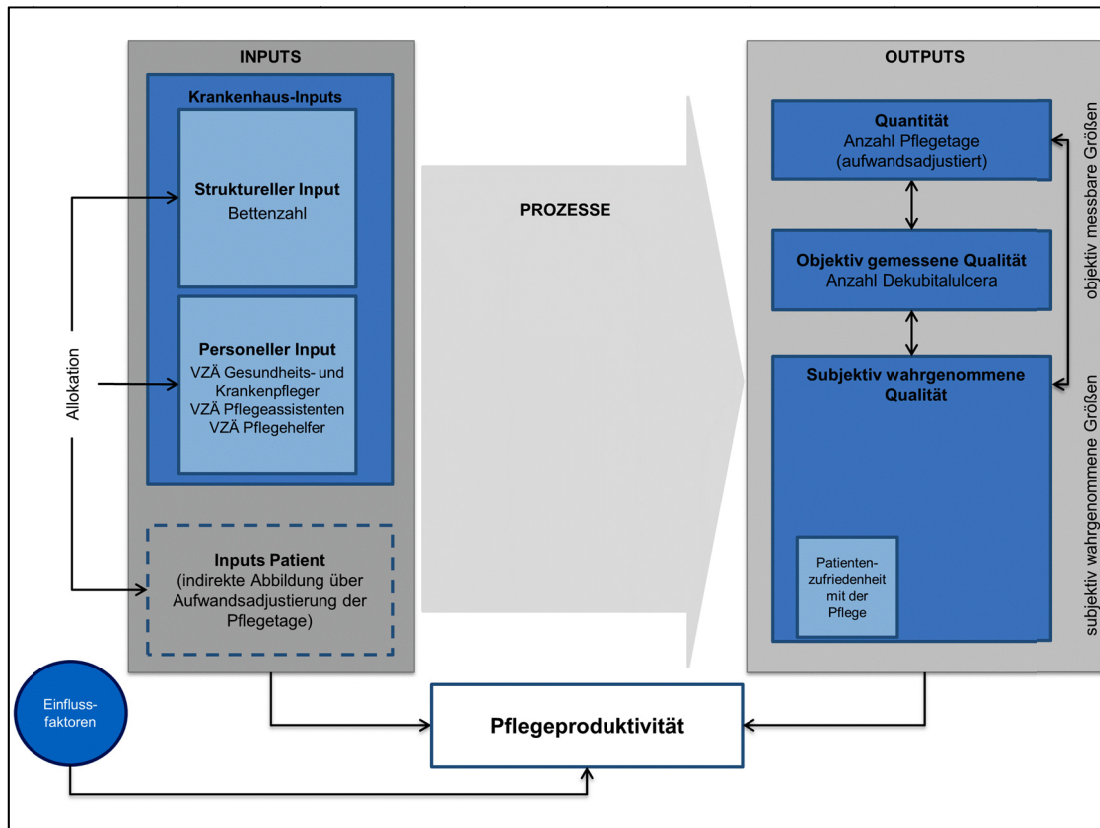 INPUTS
Krankenhaus-Inputs
Struktureller Input
Bettenzahl
Personeller Input
VZÄ Gesundheits- und
Krankenpfleger
VZÄ Pflegeassistenten
VZÄ Pflegehelfer
Allokation
Inputs Patient
(indirekte Abbildung über
Aufwandsadjustierung der
Pflegetage)
Einfluss-
faktoren
PROZESSE
OUTPUTS
Quantität
Anzahl Pflegetage
(aufwandsadjustiert)
Objektiv gemessene Qualität
Anzahl Dekubitalulcera
Subjektiv wahrgenommene
Qualität
Patienten-
zufriedenheit
mit der
Pflege
objektiv messbare Größen
subjektiv wahrgenommene Größen
Pflegeproduktivität